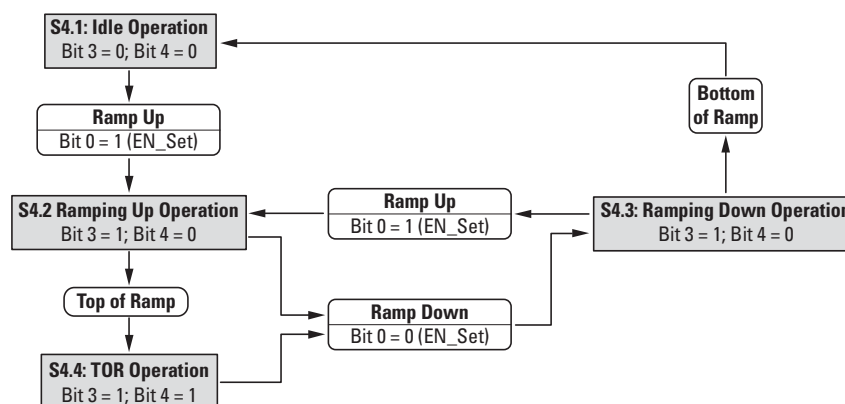 S4.1: Idle Operation
Bit 3 = 0; Bit 4 = 0
Bottom
of Ramp
Ramp Up
Bit 0 = 1 (EN_Set)
S4.2 Ramping Up Operation
Bit 3 = 1; Bit 4 = 0
Ramp Up
Bit 0 = 1 (EN_Set)
S4.3: Ramping Down Operation
Bit 3 = 1; Bit 4 = 0
Top of Ramp
Ramp Down
Bit 0 = 0 (EN_Set)
S4.4: TOR Operation
Bit 3 = 1; Bit 4 = 1